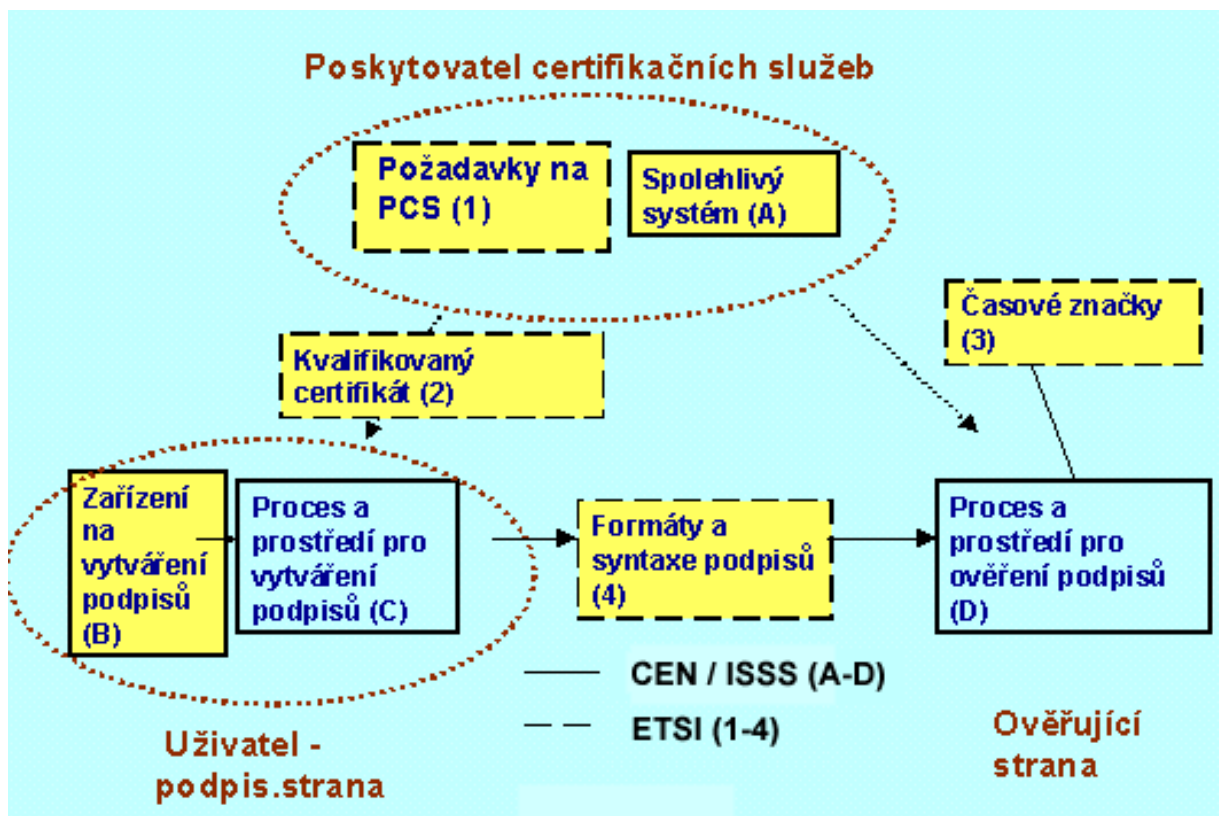 Poskytovatel certifikačních služeb
Požadavky na
PCS (1)
Spolehlivý
systém (A)
Časové značky
(3)
Kvalifikovaný
certifikát (2)
Zařízení
na
vytváření
podpisů
(B)
Proces a
prostředí pro
vytváření
podpisů (C)
Formáty a
syntaxe podpisů
(4)
Proces a
prostředí pro
ověření podpisů
(D)
CEN / ISSS (A-D)
ETSI (1-4)
Uživatel -
podpis.strana
Ověřující
strana